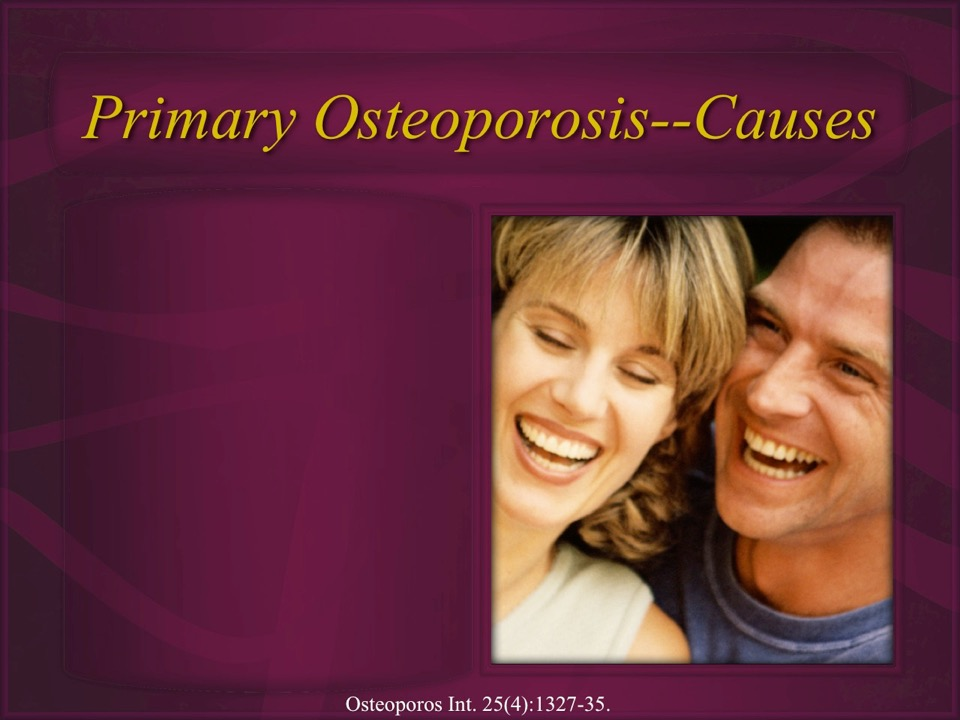 Primary Osteoporosis--Causes
Osteoporos Int. 25(4):1327-35.